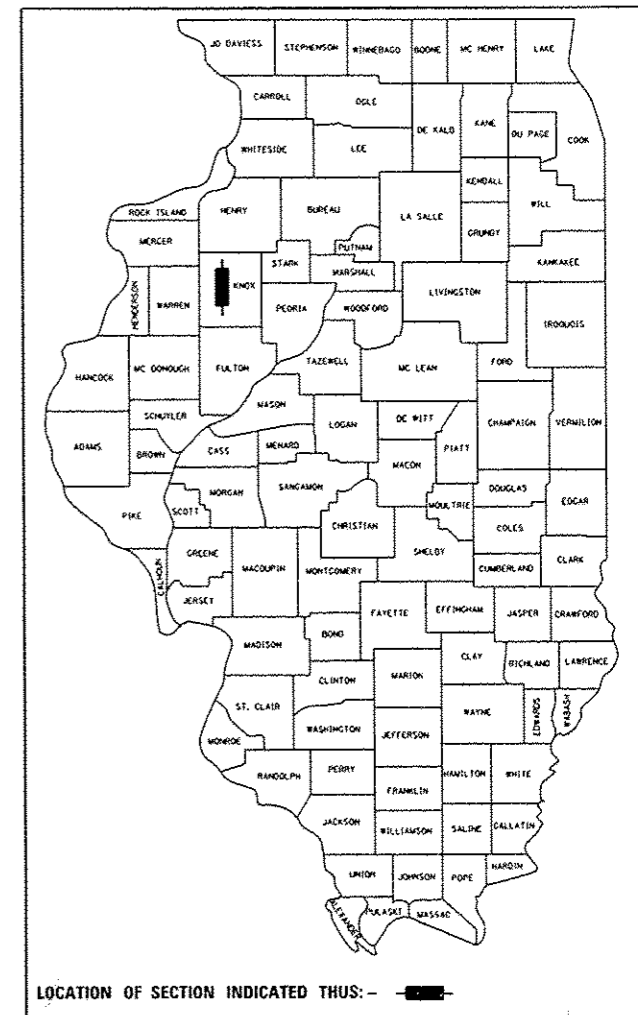 JO DAVIESS STEPHENSON WINNEBAGO BOONE MC HENRY LAKE
CARROLL OGLE DE KALB KANE DU PAGE COOK
WHITESIDE LEE
KENDALL WILL
ROCK ISLAND HENRY BUREAU LA SALLE
MERCER PUTNAM GRUNDY
STARK MARSHALL KANKAKEE
HENDERSON WARREN KNOX PEORIA WOODFORD LIVINGSTON
IROQUOIS
HANCOCK MC DONOUGH FULTON TAZEWELL MC LEAN FORD
MASON
SCHUYLER LOGAN DE WITT CHAMPAIGN VERMILION
ADAMS BROWN CASS MENARD PIATT
MACON
PIKE SCOTT MORGAN SANGAMON MOULTRIE DOUGLAS EDGAR
CHRISTIAN COLES
GREENE SHELBY
CALHOUN MACOUPIN MONTGOMERY CUMBERLAND CLARK
JERSEY FAYETTE EFFINGHAM JASPER CRAWFORD
MADISON BOND
CLAY RICHLAND LAWRENCE
CLINTON MARION
ST. CLAIR WAYNE EDWARDS WABASH
MONROE WASHINGTON JEFFERSON
RANDOLPH PERRY HAMILTON WHITE
FRANKLIN
JACKSON WILLIAMSON SALINE GALLATIN
UNION JOHNSON POPE HARDIN
ALEXANDER PULASKI MASSAC
LOCATION OF SECTION INDICATED THUS: -